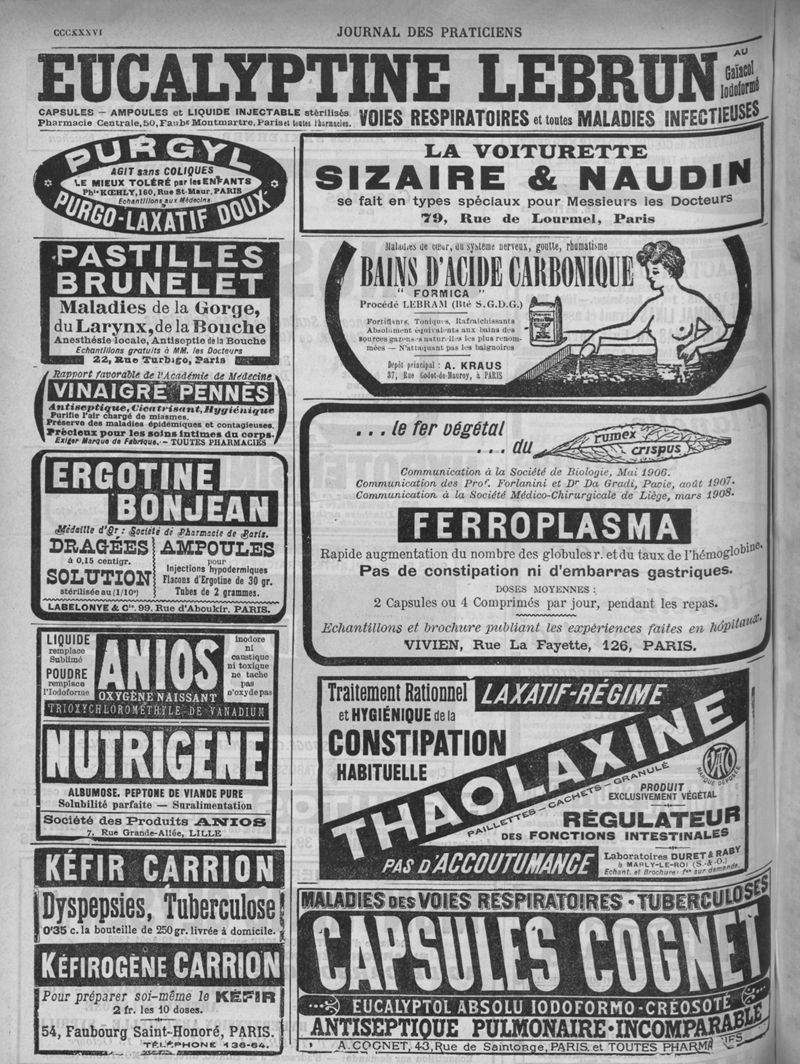 CCCXXXVI
JOURNAL DES PRATICIENS
EUCALYPTINE LEBRUN
AU
Gaïacol
Iodoformé
CAPSULES — AMPOULES et LIQUIDE INJECTABLE stérilisés.
Pharmacie Centrale, 50, Faubg Montmartre, Paris et toutes Pharmacies.
VOIES RESPIRATOIRES et toutes MALADIES INFECTIEUSES
PURGYL
AGIT sans COLIQUES
LE MIEUX TOLÉRÉ par les ENFANTS
Phie KŒHLY, 160, Rue St-Maur, PARIS
Echantillons aux Médecins
PURGO-LAXATIF DOUX
LA VOITURETTE
SIZAIRE & NAUDIN
se fait en types spéciaux pour Messieurs les Docteurs
79, Rue de Lourmel, Paris
PASTILLES
BRUNELET
Maladies de la Gorge,
du Larynx, de la Bouche
Anesthésie locale, Antiseptie de la Bouche
Echantillons gratuits à MM. les Docteurs
22, Rue Turbigo, Paris
Maladies de cœur, du système nerveux, goutte, rhumatisme
BAINS D'ACIDE CARBONIQUE
" FORMICA "
Procédé LEBRAM (Bté S.G.D.G.)
Fortifiants, Toniques, Rafraîchissants
Absolument équivalents aux bains des
sources gazeuses naturelles les plus renom-
mées — N'attaquant pas les baignoires
Dépôt principal : A. KRAUS
37, Rue Godot-de-Mauroy, à PARIS
Rapport favorable de l'Académie de Médecine
VINAIGRE PENNÈS
Antiseptique, Cicatrisant, Hygiénique
Purifie l'air chargé de miasmes.
Préserve des maladies épidémiques et contagieuses.
Précieux pour les soins intimes du corps.
Exiger Marque de Fabrique. — TOUTES PHARMACIES
... le fer végétal
... du rumex
crispus
Communication à la Société de Biologie, Mai 1906.
Communication des Prof. Forlanini et Dr Da Gradi, Pavie, août 1907.
Communication à la Société Médico-Chirurgicale de Liège, mars 1908.
FERROPLASMA
Rapide augmentation du nombre des globules r. et du taux de l'hémoglobine.
Pas de constipation ni d'embarras gastriques.
DOSES MOYENNES :
2 Capsules ou 4 Comprimés par jour, pendant les repas.
Echantillons et brochure publiant les expériences faites en hôpitaux.
VIVIEN, Rue La Fayette, 126, PARIS.
ERGOTINE
BONJEAN
Médaille d'Or : Société de Pharmacie de Paris.
DRAGÉES
à 0,15 centigr.
SOLUTION
stérilisée au (1/10e)
AMPOULES
pour
Injections hypodermiques
Flacons d'Ergotine de 30 gr.
Tubes de 2 grammes.
LABELONYE & Cie, 99, Rue d'Aboukir, PARIS.
LIQUIDE
remplace
Sublimé
POUDRE
remplace
l'Iodoforme
ANIOS
OXYGÈNE NAISSANT
inodore
ni
caustique
ni toxique
ne tache
pas
n'oxyde pas
TRIOXYCHLOROMÉTHYLE DE VANADIUM
NUTRIGÈNE
ALBUMOSE. PEPTONE DE VIANDE PURE
Solubilité parfaite — Suralimentation
Société des Produits ANIOS
7, Rue Grande-Allée, LILLE
Traitement Rationnel
et HYGIÉNIQUE de la
CONSTIPATION
HABITUELLE
LAXATIF-RÉGIME
THAOLAXINE
PAILLETTES - CACHETS - GRANULÉ
PRODUIT
EXCLUSIVEMENT VÉGÉTAL
RÉGULATEUR
DES FONCTIONS INTESTINALES
PAS D'ACCOUTUMANCE
Laboratoires DURET & RABY
à MARLY-LE-ROI (S.-&-O.)
Echant. et Brochure: fco sur demande.
KÉFIR CARRION
Dyspepsies, Tuberculose
0'35 c. la bouteille de 250 gr. livrée à domicile.
KÉFIROGÈNE CARRION
Pour préparer soi-même le KÉFIR
2 fr. les 10 doses.
54, Faubourg Saint-Honoré, PARIS.
TÉLÉPHONE 136-64.
MALADIES DES VOIES RESPIRATOIRES - TUBERCULOSES
CAPSULES COGNET
EUCALYPTOL ABSOLU IODOFORMO-CRÉOSOTÉ
ANTISEPTIQUE PULMONAIRE-INCOMPARABLE
A. COGNET, 43, Rue de Saintonge, PARIS, et TOUTES PHARMA